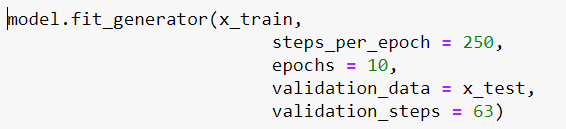 model.fit_generator(x_train,
steps_per_epoch = 250,
epochs = 10,
validation_data = x_test,
validation_steps = 63)